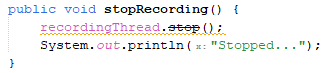 public void stopRecording() {
recordingThread.stop();
System.out.println(x: "Stopped...");
}